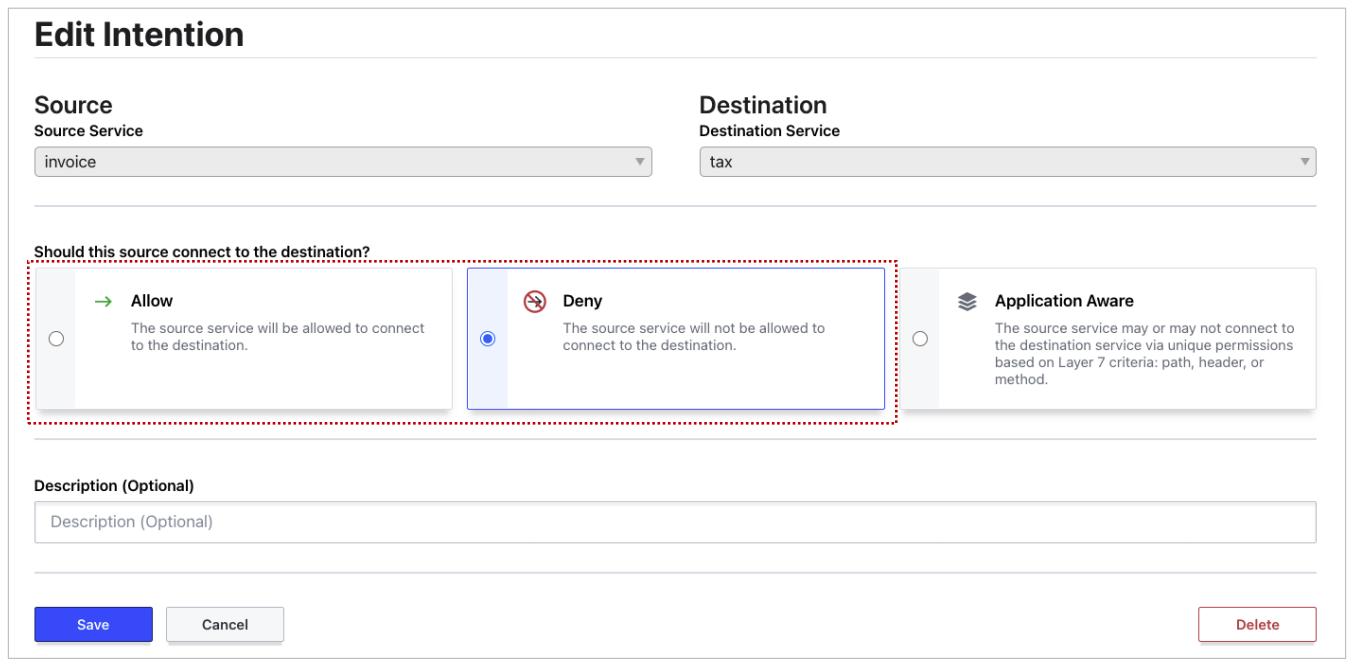 Edit Intention
Source
Source Service
invoice
Destination
Destination Service
tax
Should this source connect to the destination?
Allow
The source service will be allowed to connect
to the destination.
Deny
The source service will not be allowed to
connect to the destination.
Application Aware
The source service may or may not connect to
the destination service via unique permissions
based on Layer 7 criteria: path, header, or
method.
Description (Optional)
Description (Optional)
Save
Cancel
Delete